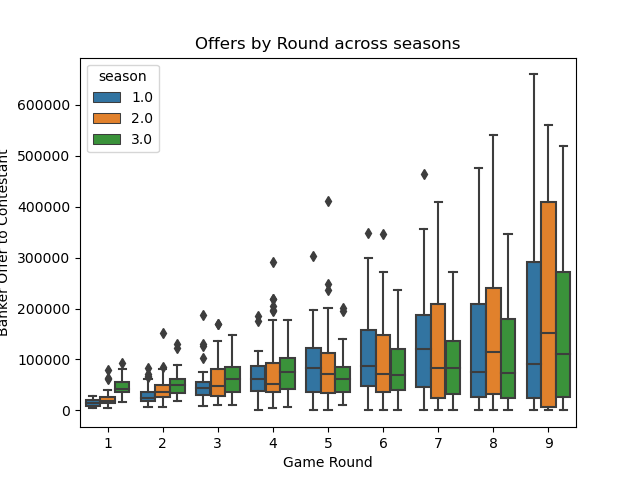 Offers by Round across seasons
season
1.0
2.0
3.0
Banker Offer to Contestant
600000
500000
400000
300000
200000
100000
0
1 2 3 4 5 6 7 8 9
Game Round